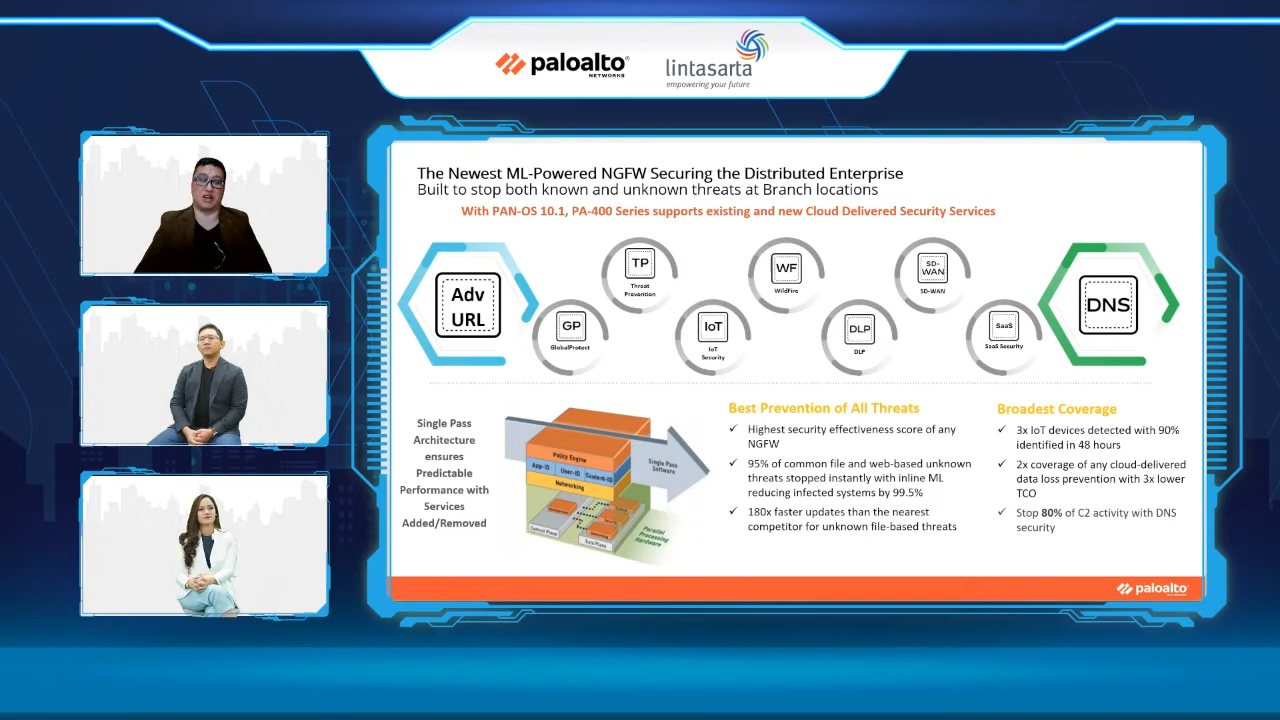 paloalto
NETWORKS
lintasarta
empowering your future
The Newest ML-Powered NGFW Securing the Distributed Enterprise
Built to stop both known and unknown threats at Branch locations
With PAN-OS 10.1, PA-400 Series supports existing and new Cloud Delivered Security Services
Adv
URL
GP
GlobalProtect
TP
Threat
Prevention
IoT
IoT
Security
WF
WildFire
DLP
DLP
SD-
WAN
SD-WAN
SaaS
SaaS Security
DNS
Single Pass
Architecture
ensures
Predictable
Performance with
Services
Added/Removed
Policy Engine
App-ID
User-ID
Content-ID
Networking
Single Pass
Software
Control Plane
Data Plane
Parallel
Processing
Hardware
Best Prevention of All Threats
✓ Highest security effectiveness score of any
NGFW
✓ 95% of common file and web-based unknown
threats stopped instantly with inline ML
reducing infected systems by 99.5%
✓ 180x faster updates than the nearest
competitor for unknown file-based threats
Broadest Coverage
✓ 3x IoT devices detected with 90%
identified in 48 hours
✓ 2x coverage of any cloud-delivered
data loss prevention with 3x lower
TCO
✓ Stop 80% of C2 activity with DNS
security
paloalto
NETWORKS